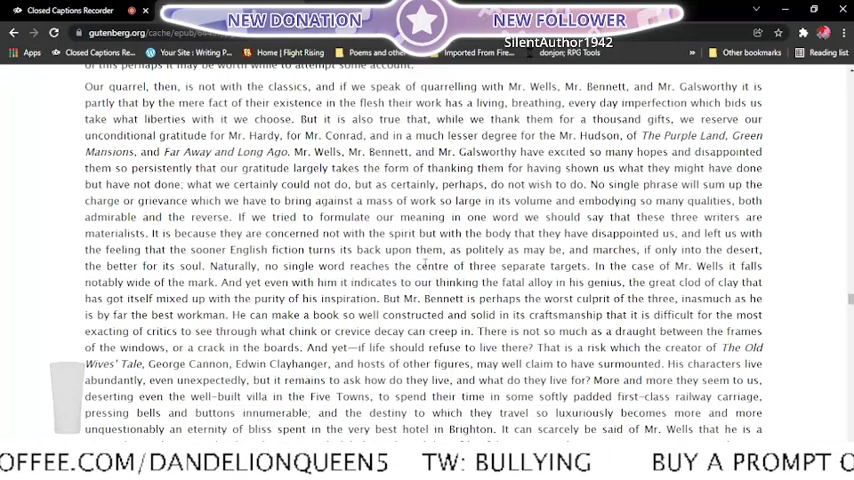 Closed Captions Recorder
gutenberg.org/cache/epub/
NEW DONATION
NEW FOLLOWER
SilentAuthor1942
Apps
Closed Captions Re...
Your Site : Writing P...
Home | Flight Rising
Poems and other
Imported From Fire...
donjon; RPG Tools
Other bookmarks
Reading list
of this perhaps it may be worth while to attempt some account.
Our quarrel, then, is not with the classics, and if we speak of quarrelling with Mr. Wells, Mr. Bennett, and Mr. Galsworthy it is
partly that by the mere fact of their existence in the flesh their work has a living, breathing, every day imperfection which bids us
take what liberties with it we choose. But it is also true that, while we thank them for a thousand gifts, we reserve our
unconditional gratitude for Mr. Hardy, for Mr. Conrad, and in a much lesser degree for the Mr. Hudson, of The Purple Land, Green
Mansions, and Far Away and Long Ago. Mr. Wells, Mr. Bennett, and Mr. Galsworthy have excited so many hopes and disappointed
them so persistently that our gratitude largely takes the form of thanking them for having shown us what they might have done
but have not done; what we certainly could not do, but as certainly, perhaps, do not wish to do. No single phrase will sum up the
charge or grievance which we have to bring against a mass of work so large in its volume and embodying so many qualities, both
admirable and the reverse. If we tried to formulate our meaning in one word we should say that these three writers are
materialists. It is because they are concerned not with the spirit but with the body that they have disappointed us, and left us with
the feeling that the sooner English fiction turns its back upon them, as politely as may be, and marches, if only into the desert,
the better for its soul. Naturally, no single word reaches the centre of three separate targets. In the case of Mr. Wells it falls
notably wide of the mark. And yet even with him it indicates to our thinking the fatal alloy in his genius, the great clod of clay that
has got itself mixed up with the purity of his inspiration. But Mr. Bennett is perhaps the worst culprit of the three, inasmuch as he
is by far the best workman. He can make a book so well constructed and solid in its craftsmanship that it is difficult for the most
exacting of critics to see through what chink or crevice decay can creep in. There is not so much as a draught between the frames
of the windows, or a crack in the boards. And yet—if life should refuse to live there? That is a risk which the creator of The Old
Wives' Tale, George Cannon, Edwin Clayhanger, and hosts of other figures, may well claim to have surmounted. His characters live
abundantly, even unexpectedly, but it remains to ask how do they live, and what do they live for? More and more they seem to us,
deserting even the well-built villa in the Five Towns, to spend their time in some softly padded first-class railway carriage,
pressing bells and buttons innumerable; and the destiny to which they travel so luxuriously becomes more and more
unquestionably an eternity of bliss spent in the very best hotel in Brighton. It can scarcely be said of Mr. Wells that he is a
OFFEE.COM/DANDELIONQUEEN5 TW: BULLYING BUY A PROMPT O